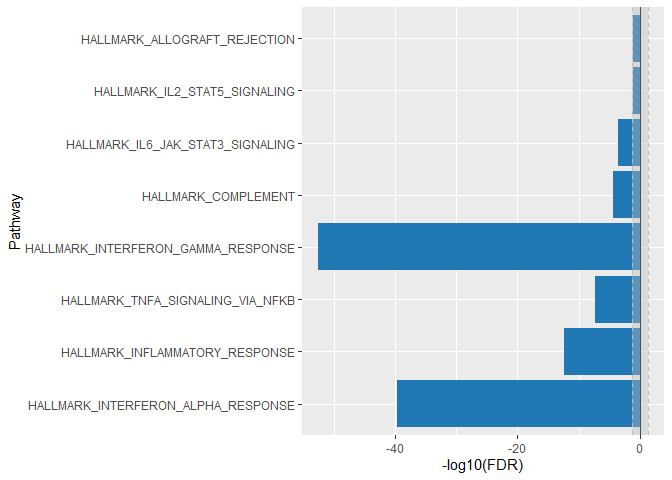 HALLMARK_ALLOGRAFT_REJECTION
HALLMARK_IL2_STAT5_SIGNALING
HALLMARK_IL6_JAK_STAT3_SIGNALING
HALLMARK_COMPLEMENT
HALLMARK_INTERFERON_GAMMA_RESPONSE
HALLMARK_TNFA_SIGNALING_VIA_NFKB
HALLMARK_INFLAMMATORY_RESPONSE
HALLMARK_INTERFERON_ALPHA_RESPONSE
Pathway
-40 -20 0
-log10(FDR)